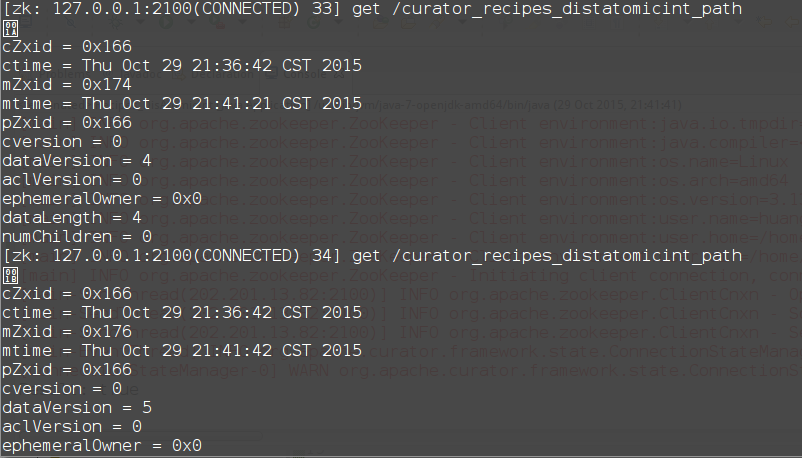 [zk: 127.0.0.1:2100(CONNECTED) 33] get /curator_recipes_distatomicint_path
001A
cZxid = 0x166
ctime = Thu Oct 29 21:36:42 CST 2015
mZxid = 0x174
mtime = Thu Oct 29 21:41:21 CST 2015
pZxid = 0x166
cversion = 0
dataVersion = 4
aclVersion = 0
ephemeralOwner = 0x0
dataLength = 4
numChildren = 0
[zk: 127.0.0.1:2100(CONNECTED) 34] get /curator_recipes_distatomicint_path
001B
cZxid = 0x166
ctime = Thu Oct 29 21:36:42 CST 2015
mZxid = 0x176
mtime = Thu Oct 29 21:41:42 CST 2015
pZxid = 0x166
cversion = 0
dataVersion = 5
aclVersion = 0
ephemeralOwner = 0x0